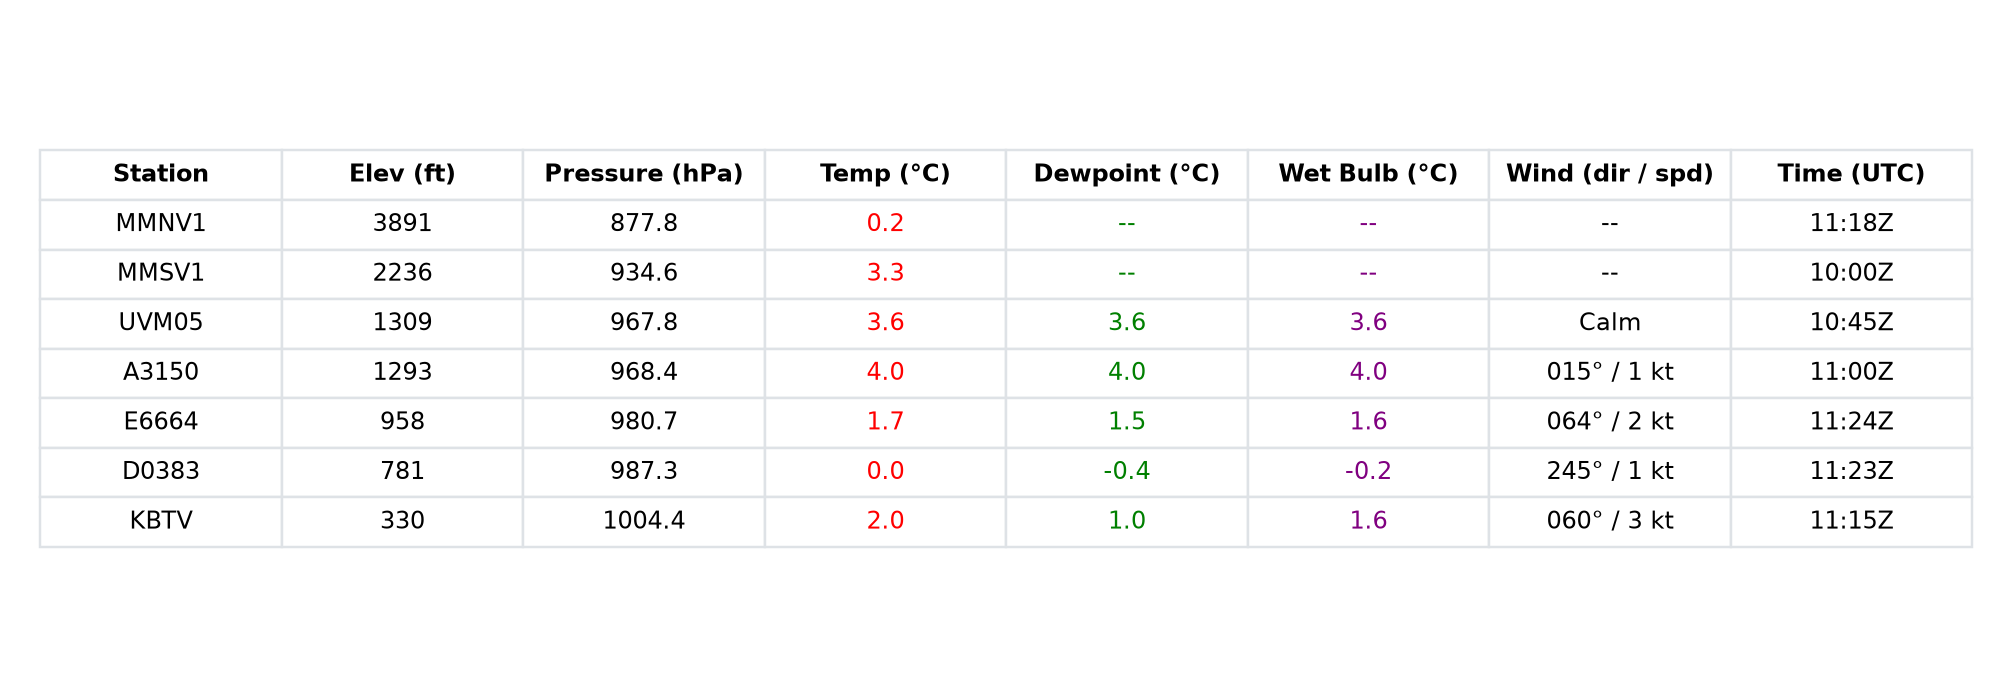 Station Elev (ft) Pressure (hPa) Temp (°C) Dewpoint (°C) Wet Bulb (°C) Wind (dir / spd) Time (UTC)
MMNV1 3891 877.8 0.2 -- -- -- 11:18Z
MMSV1 2236 934.6 3.3 -- -- -- 10:00Z
UVM05 1309 967.8 3.6 3.6 3.6 Calm 10:45Z
A3150 1293 968.4 4.0 4.0 4.0 015° / 1 kt 11:00Z
E6664 958 980.7 1.7 1.5 1.6 064° / 2 kt 11:24Z
D0383 781 987.3 0.0 -0.4 -0.2 245° / 1 kt 11:23Z
KBTV 330 1004.4 2.0 1.0 1.6 060° / 3 kt 11:15Z